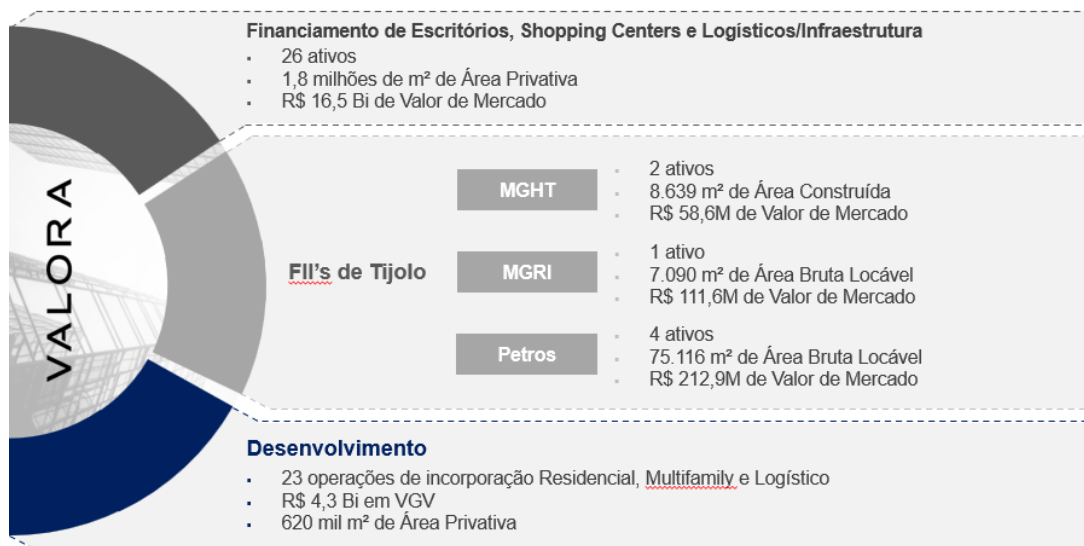 Financiamento de Escritórios, Shopping Centers e Logísticos/Infraestrutura
26 ativos
1,8 milhões de m² de Área Privativa
R$ 16,5 Bi de Valor de Mercado
VALORA
FII's de Tijolo
MGHT
2 ativos
8.639 m² de Área Construída
R$ 58,6M de Valor de Mercado
MGRI
1 ativo
7.090 m² de Área Bruta Locável
R$ 111,6M de Valor de Mercado
Petros
4 ativos
75.116 m² de Área Bruta Locável
R$ 212,9M de Valor de Mercado
Desenvolvimento
23 operações de incorporação Residencial, Multifamily e Logístico
R$ 4,3 Bi em VGV
620 mil m² de Área Privativa